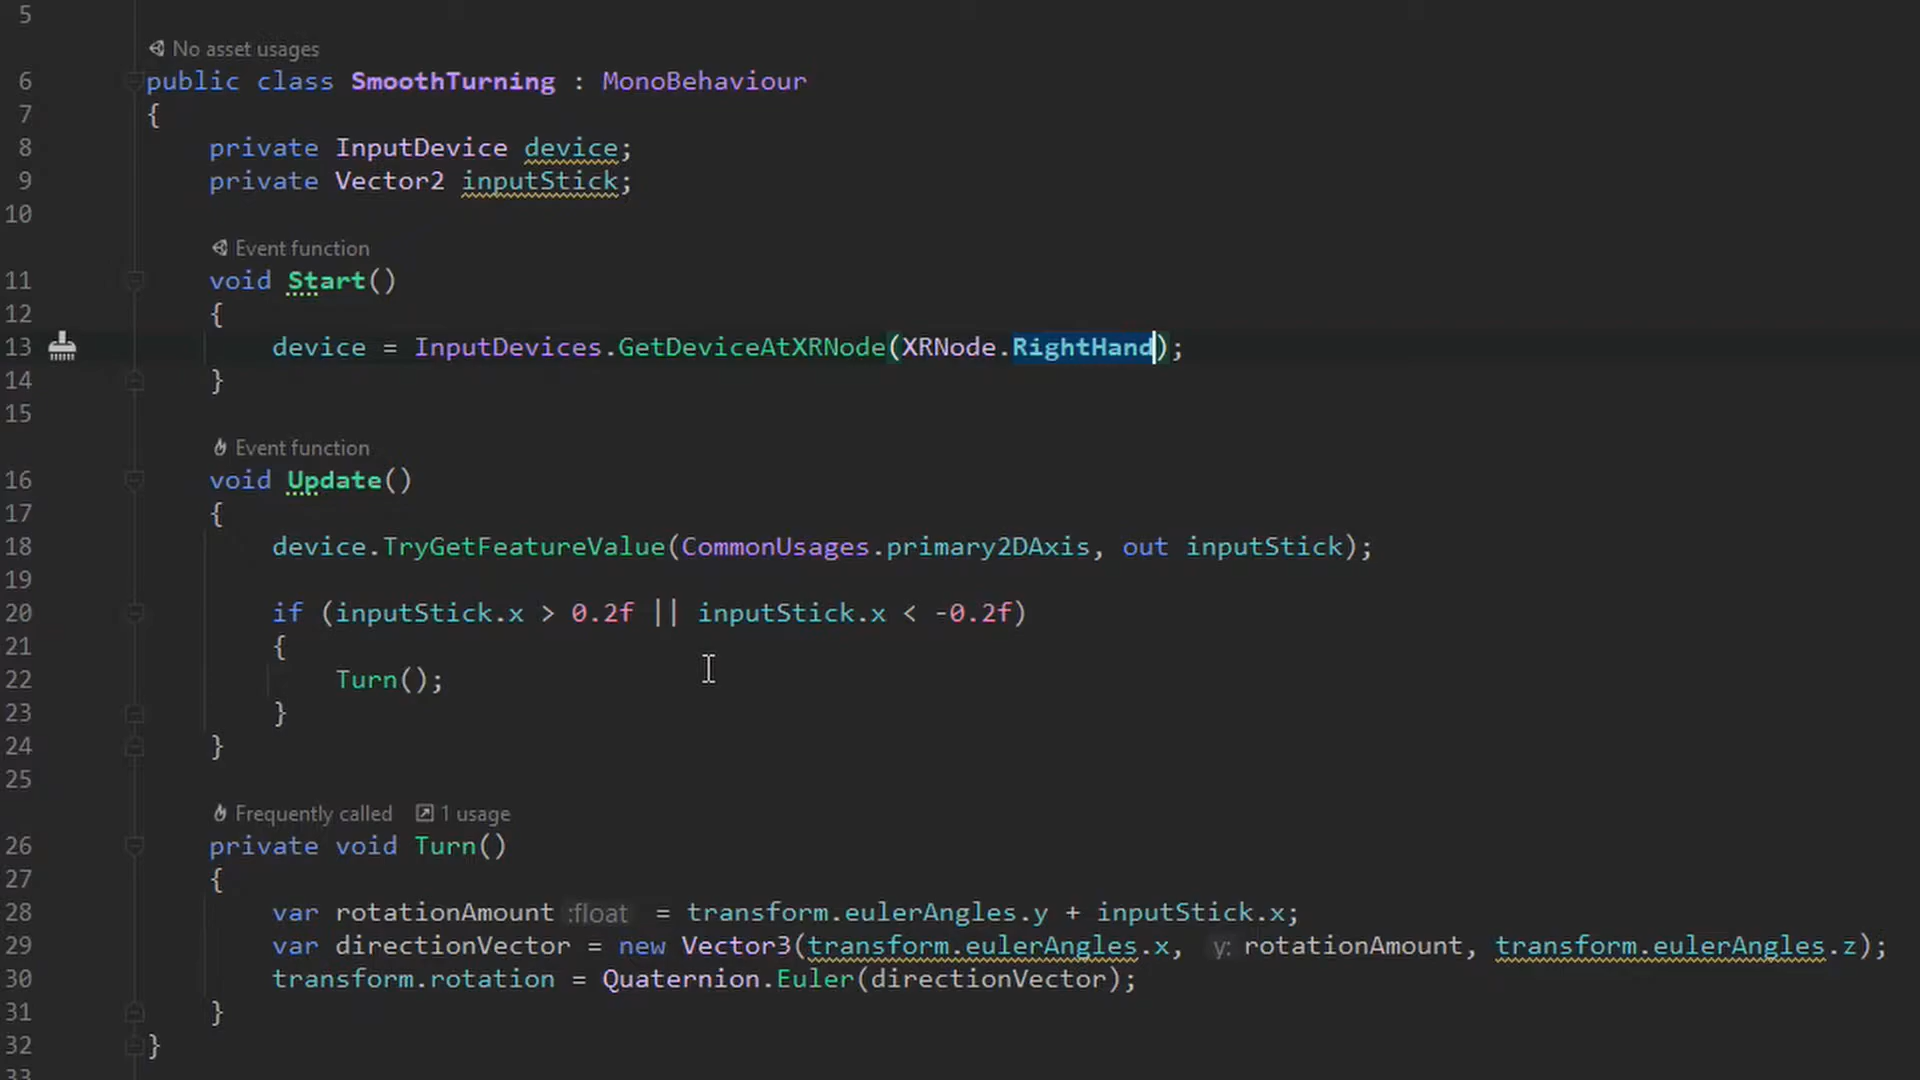 5
No asset usages
6 public class SmoothTurning : MonoBehaviour
7 {
8 private InputDevice device;
9 private Vector2 inputStick;
10
Event function
11 void Start()
12 {
13 device = InputDevices.GetDeviceAtXRNode(XRNode.RightHand);
14 }
15
Event function
16 void Update()
17 {
18 device.TryGetFeatureValue(CommonUsages.primary2DAxis, out inputStick);
19
20 if (inputStick.x > 0.2f || inputStick.x < -0.2f)
21 {
22 Turn();
23 }
24 }
25
Frequently called 1 usage
26 private void Turn()
27 {
28 var rotationAmount :float = transform.eulerAngles.y + inputStick.x;
29 var directionVector = new Vector3(transform.eulerAngles.x, y: rotationAmount, transform.eulerAngles.z);
30 transform.rotation = Quaternion.Euler(directionVector);
31 }
32 }
33